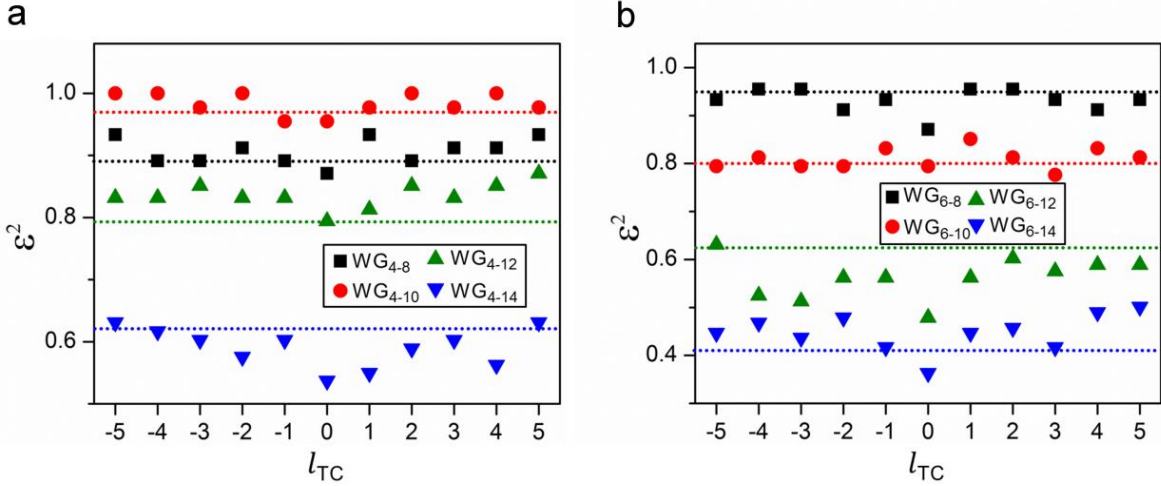 a
1.0
0.8
0.6
ε²
-5 -4 -3 -2 -1 0 1 2 3 4 5
l_TC
WG₄₋₈ WG₄₋₁₂
WG₄₋₁₀ WG₄₋₁₄
b
1.0
0.8
0.6
0.4
ε²
-5 -4 -3 -2 -1 0 1 2 3 4 5
l_TC
WG₆₋₈ WG₆₋₁₂
WG₆₋₁₀ WG₆₋₁₄